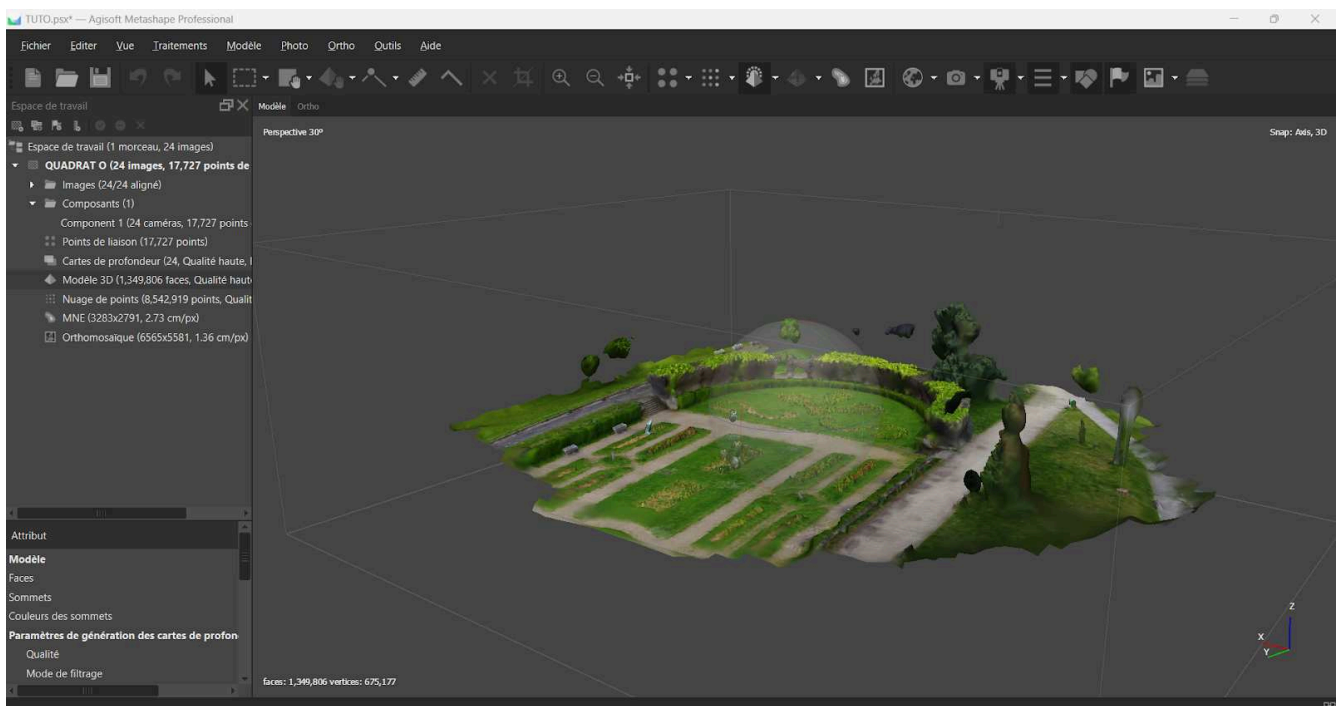 TUTO.psx* — Agisoft Metashape Professional
Fichier Editer Vue Traitements Modèle Photo Ortho Outils Aide
Espace de travail
Modèle Ortho
Perspective 30°
Snap: Axis, 3D
Espace de travail (1 morceau, 24 images)
QUADRAT O (24 images, 17,727 points de
Images (24/24 aligné)
Composants (1)
Component 1 (24 caméras, 17,727 points
Points de liaison (17,727 points)
Cartes de profondeur (24, Qualité haute,
Modèle 3D (1,349,806 faces, Qualité haut
Nuage de points (8,542,919 points, Qualit
MNE (3283x2791, 2.73 cm/px)
Orthomosaïque (6565x5581, 1.36 cm/px)
Attribut
Modèle
Faces
Sommets
Couleurs des sommets
Paramètres de génération des cartes de profon
Qualité
Mode de filtrage
faces: 1,349,806 vertices: 675,177
Z
X
Y